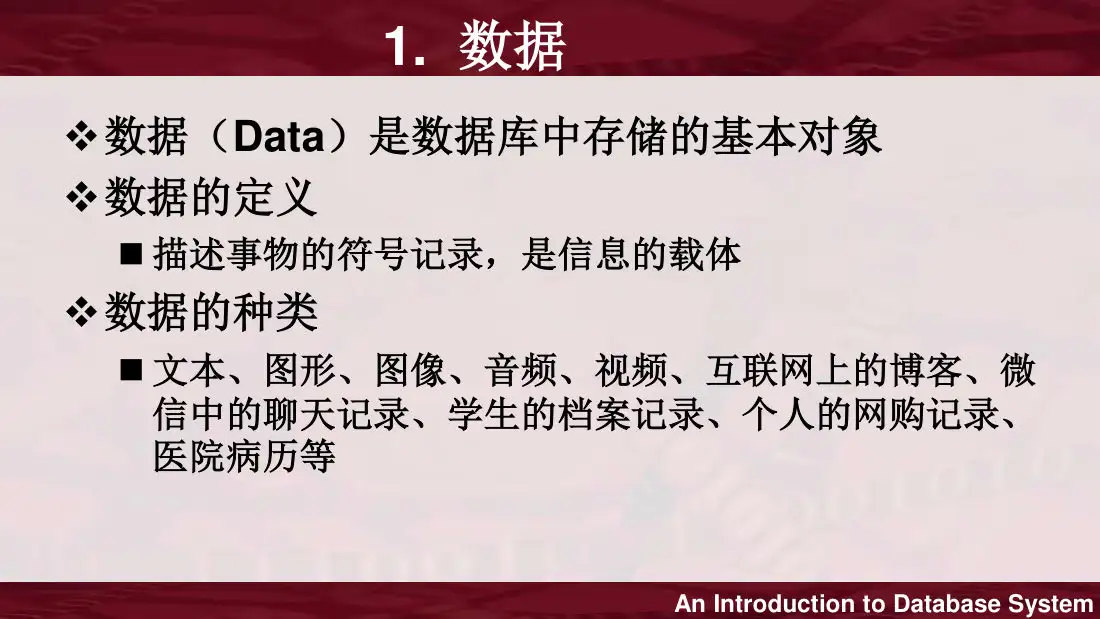 1. 数据
❖数据（Data）是数据库中存储的基本对象
❖数据的定义
■ 描述事物的符号记录，是信息的载体
❖数据的种类
■ 文本、图形、图像、音频、视频、互联网上的博客、微
信中的聊天记录、学生的档案记录、个人的网购记录、
医院病历等
An Introduction to Database System